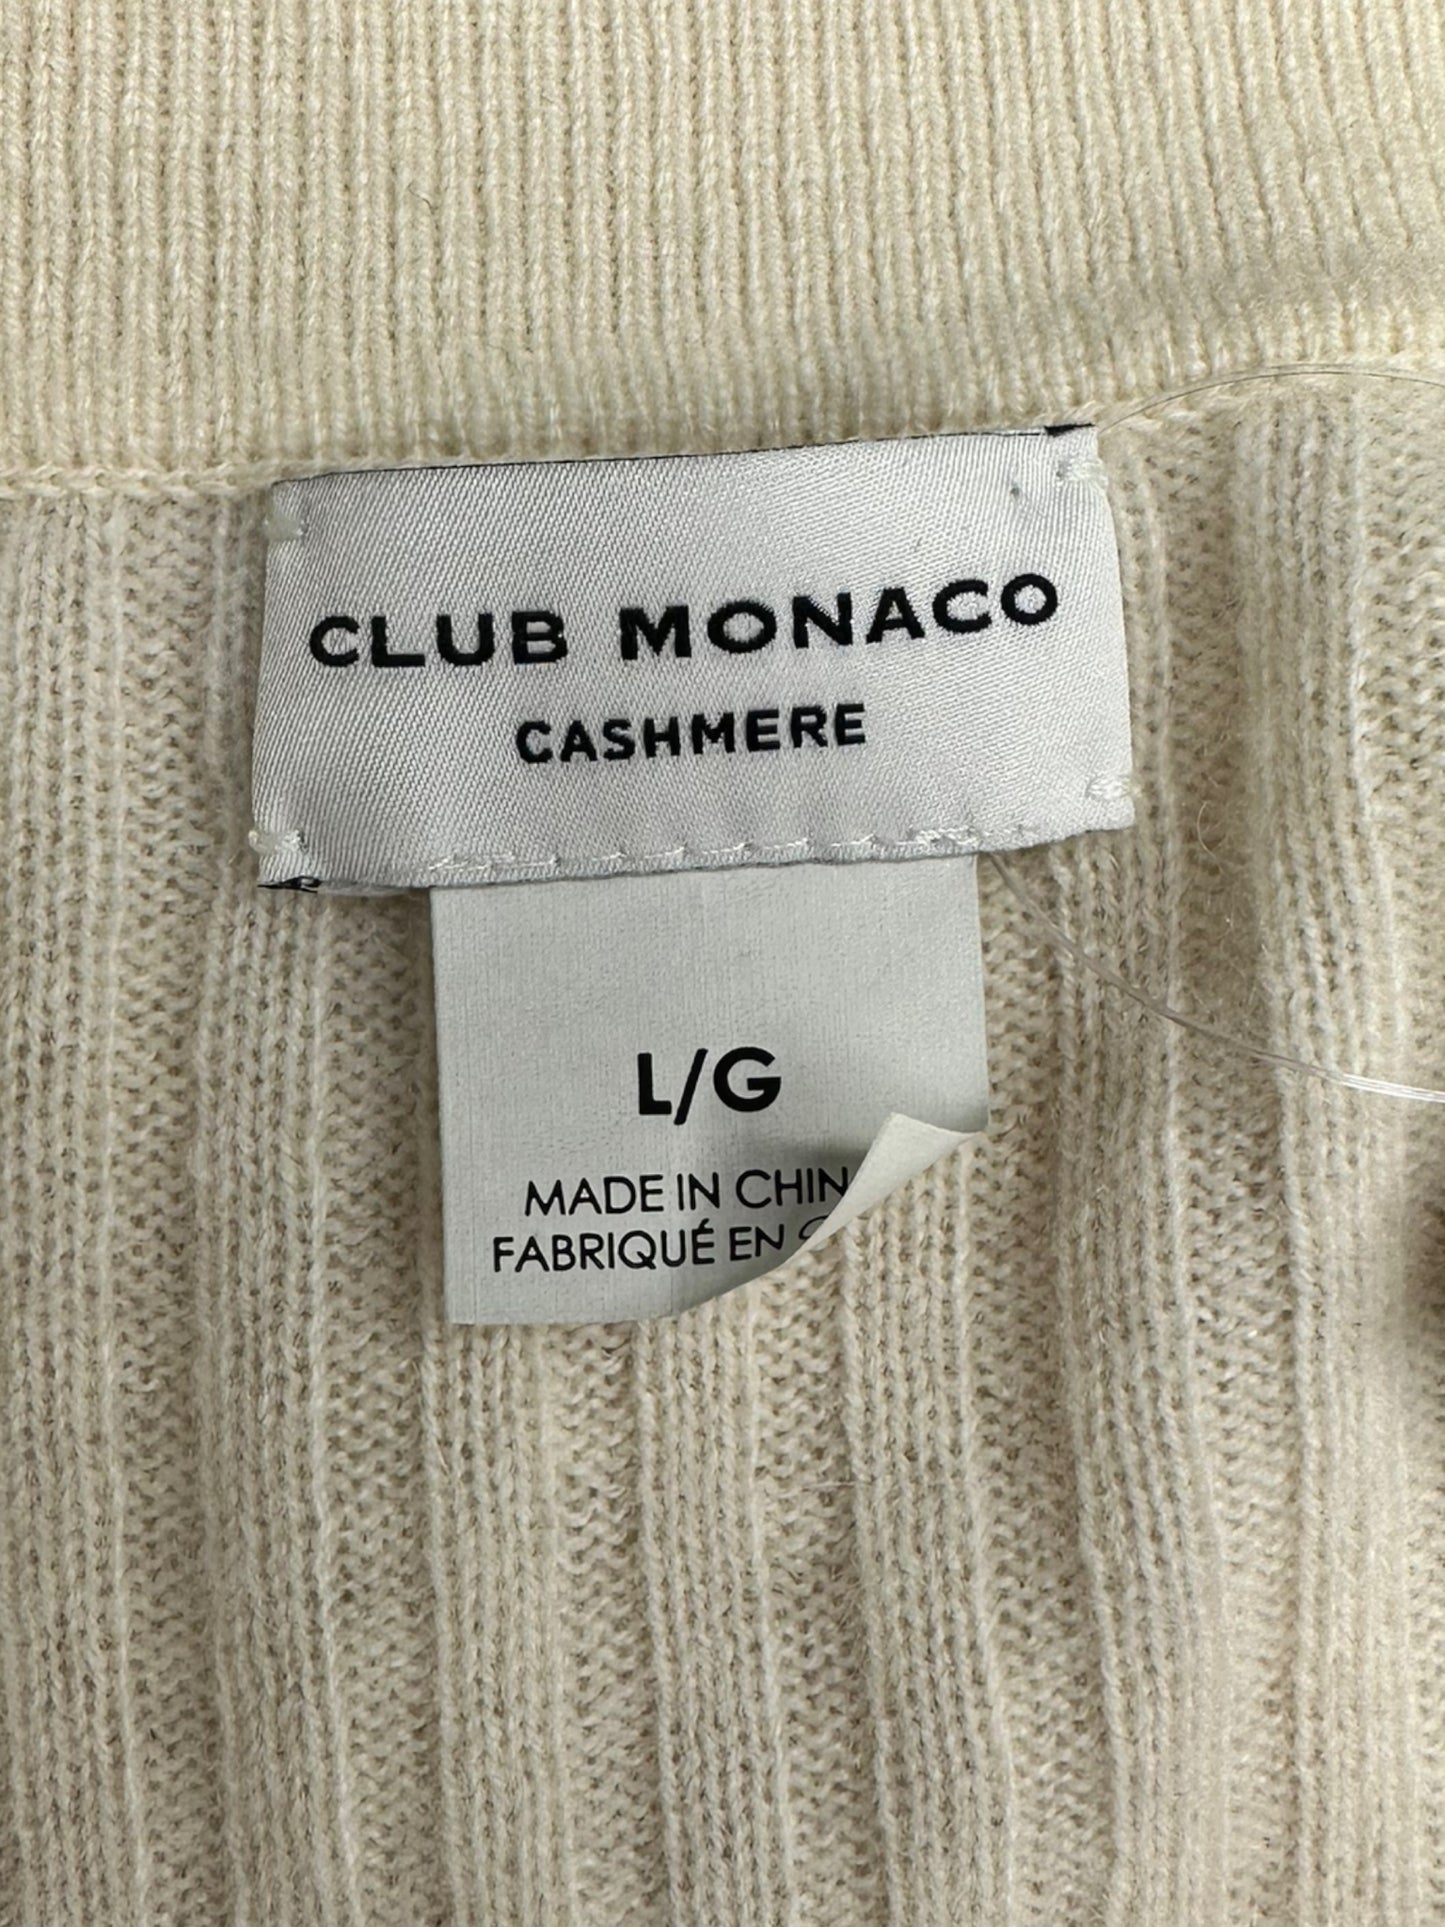 CLUB MONACO
CASHMERE
L/G
MADE IN CHIN
FABRIQUÉ EN